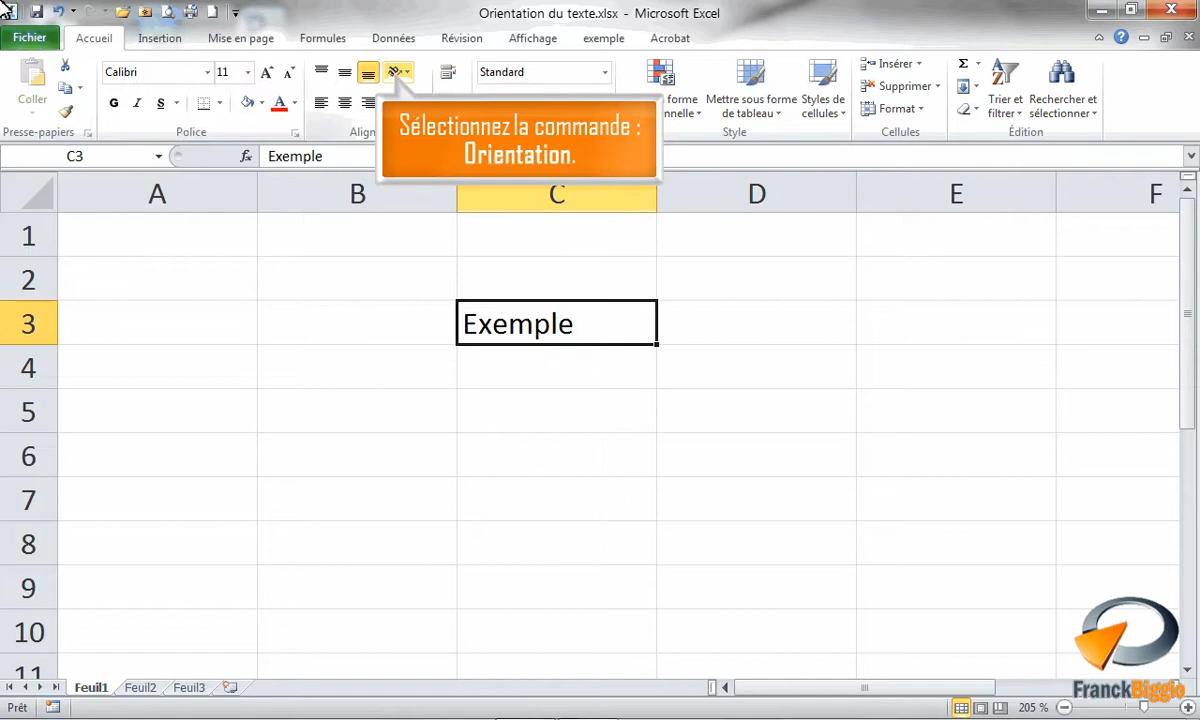 Orientation du texte.xlsx - Microsoft Excel
Fichier Accueil Insertion Mise en page Formules Données Révision Affichage exemple Acrobat
Coller
Presse-papiers
Calibri 11
G I S
Police
Align
Standard
forme
nnelle
Mettre sous forme
de tableau
Styles de
cellules
Style
Insérer
Supprimer
Format
Cellules
Σ
Trier et
filtrer
Rechercher et
sélectionner
Édition
Sélectionnez la commande :
Orientation.
C3 fx Exemple
A B C D E F
1
2
3 Exemple
4
5
6
7
8
9
10
11
Feuil1 Feuil2 Feuil3
FranckBiggio
Prêt 205 %